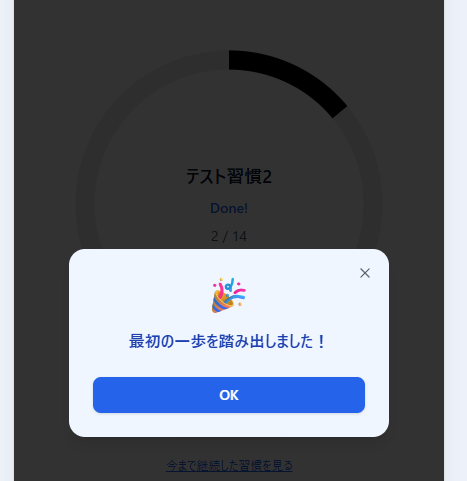 テスト習慣2
Done!
2 / 14
最初の一歩を踏み出しました！
OK
今まで継続した習慣を見る